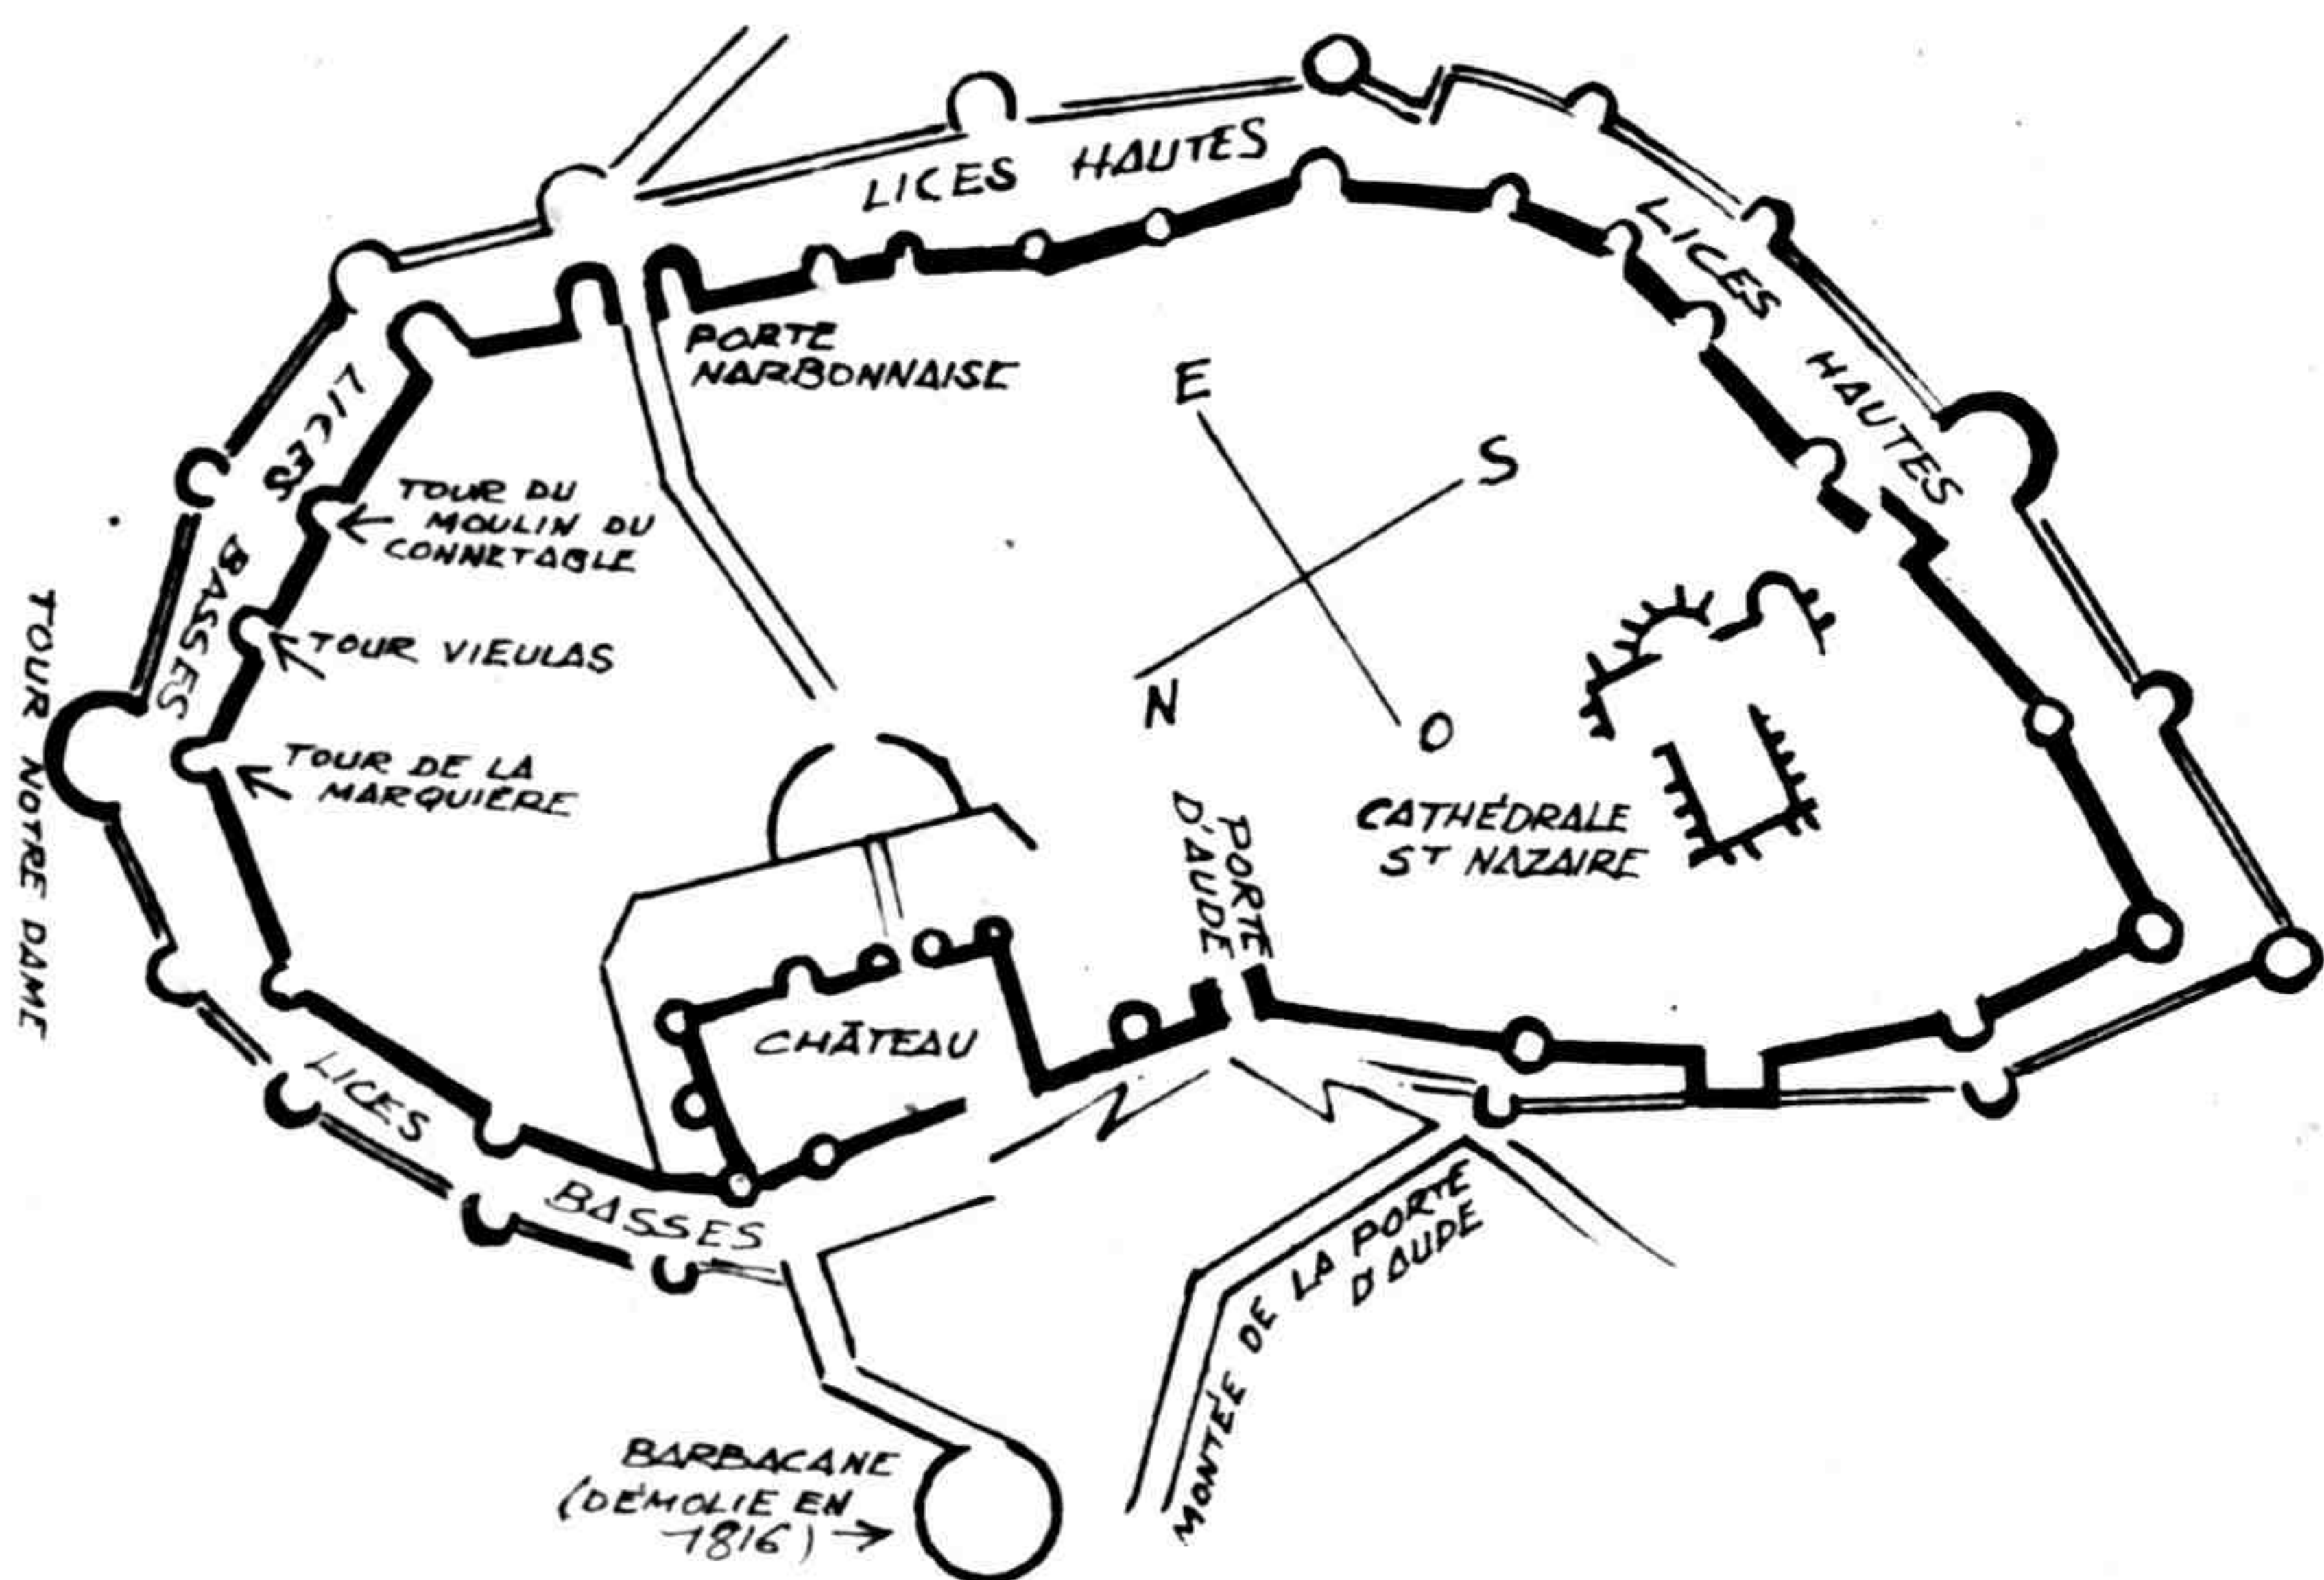 LICES HAUTES
LICES HAUTES
PORTE
NARBONNAISE
LICES BASSES
TOUR DU
MOULIN DU
CONNETABLE
TOUR VIEULAS
TOUR DE LA
MARQUIÈRE
TOUR NOTRE DAME
E
S
N
O
CATHÉDRALE
ST NAZAIRE
PORTE
D'AUDE
CHÂTEAU
LICES BASSES
MONTÉE DE LA PORTE
D'AUDE
BARBACANE
(DÉMOLIE EN
1816)